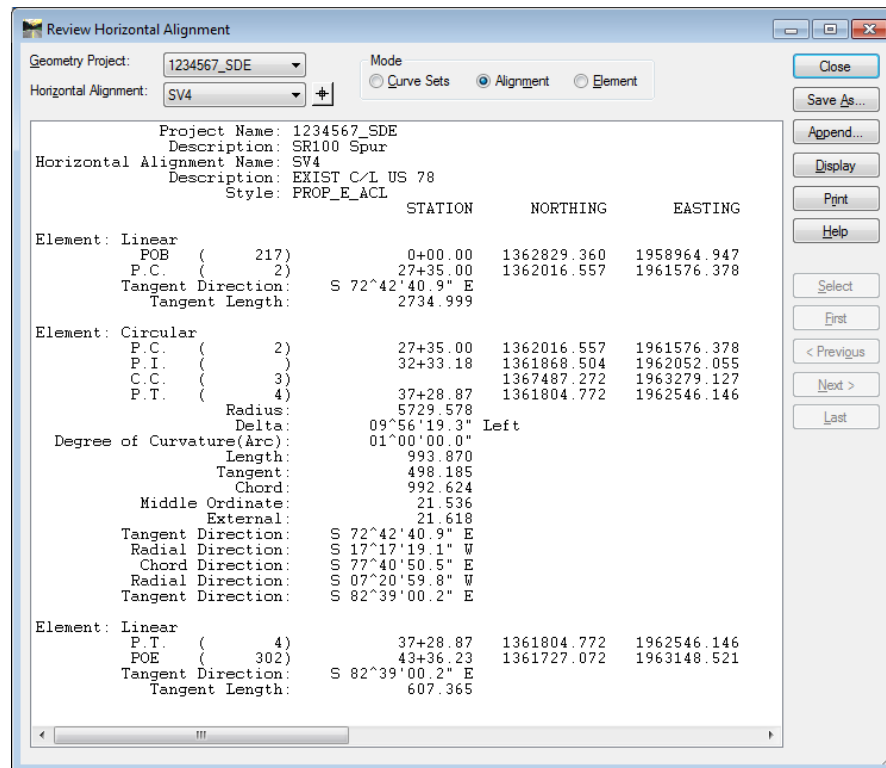 Review Horizontal Alignment
Geometry Project: 1234567_SDE
Horizontal Alignment: SV4
Mode
Curve Sets Alignment Element
Close
Save As...
Append...
Display
Print
Help
Select
First
< Previous
Next >
Last
Project Name: 1234567_SDE
Description: SR100 Spur
Horizontal Alignment Name: SV4
Description: EXIST C/L US 78
Style: PROP_E_ACL
STATION NORTHING EASTING
Element: Linear
POB ( 217) 0+00.00 1362829.360 1958964.947
P.C. ( 2) 27+35.00 1362016.557 1961576.378
Tangent Direction: S 72^42'40.9" E
Tangent Length: 2734.999
Element: Circular
P.C. ( 2) 27+35.00 1362016.557 1961576.378
P.I. ( ) 32+33.18 1361868.504 1962052.055
C.C. ( 3) 1367487.272 1963279.127
P.T. ( 4) 37+28.87 1361804.772 1962546.146
Radius: 5729.578
Delta: 09^56'19.3" Left
Degree of Curvature(Arc): 01^00'00.0"
Length: 993.870
Tangent: 498.185
Chord: 992.624
Middle Ordinate: 21.536
External: 21.618
Tangent Direction: S 72^42'40.9" E
Radial Direction: S 17^17'19.1" W
Chord Direction: S 77^40'50.5" E
Radial Direction: S 07^20'59.8" W
Tangent Direction: S 82^39'00.2" E
Element: Linear
P.T. ( 4) 37+28.87 1361804.772 1962546.146
POE ( 302) 43+36.23 1361727.072 1963148.521
Tangent Direction: S 82^39'00.2" E
Tangent Length: 607.365